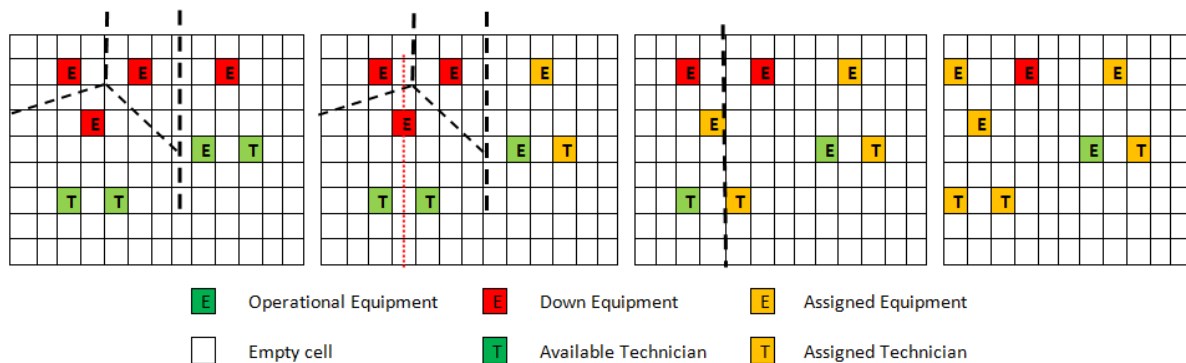 E E E E E E E E E E E E
E E E E
E T E T E T E T
T T T T T T T T
E Operational Equipment E Down Equipment E Assigned Equipment
Empty cell T Available Technician T Assigned Technician